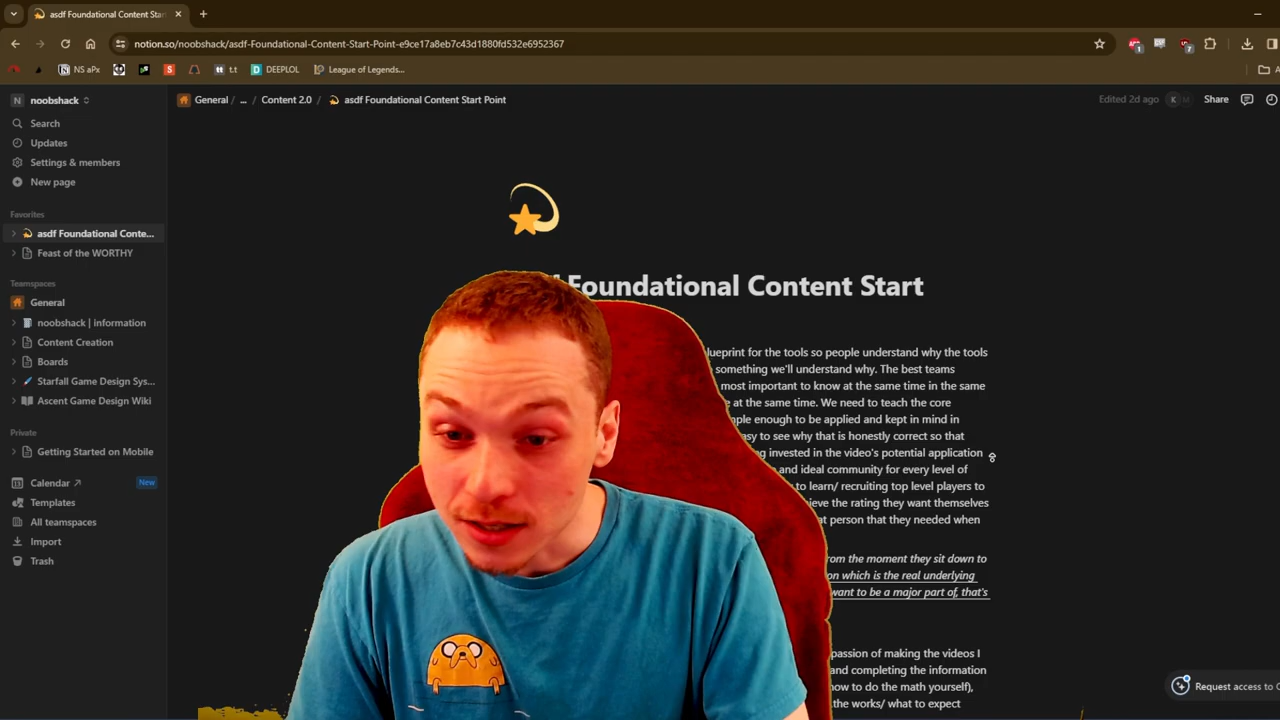 asdf Foundational Content Star
notion.so/noobshack/asdf-Foundational-Content-Start-Point-e9ce17a8eb7c43d1880fd532e6952367
NS aPx
t.t
DEEPLOL
League of Legends...
noobshack
General / ... / Content 2.0 / asdf Foundational Content Start Point
Edited 2d ago
Share
Search
Updates
Settings & members
New page
Favorites
asdf Foundational Conte...
Feast of the WORTHY
Teamspaces
General
noobshack | information
Content Creation
Boards
Starfall Game Design Sys...
Ascent Game Design Wiki
Private
Getting Started on Mobile
Calendar ↗ New
Templates
All teamspaces
Import
Trash
Foundational Content Start
lueprint for the tools so people understand why the tools
something we'll understand why. The best teams
most important to know at the same time in the same
e at the same time. We need to teach the core
mple enough to be applied and kept in mind in
asy to see why that is honestly correct so that
ng invested in the video's potential application
and ideal community for every level of
to learn/ recruiting top level players to
ieve the rating they want themselves
at person that they needed when
rom the moment they sit down to
on which is the real underlying
want to be a major part of, that's
passion of making the videos I
and completing the information
how to do the math yourself),
the works/ what to expect
Request access to